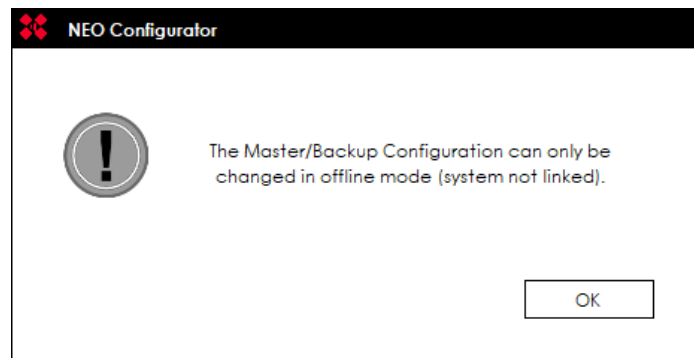 NEO Configurator
The Master/Backup Configuration can only be
changed in offline mode (system not linked).
OK